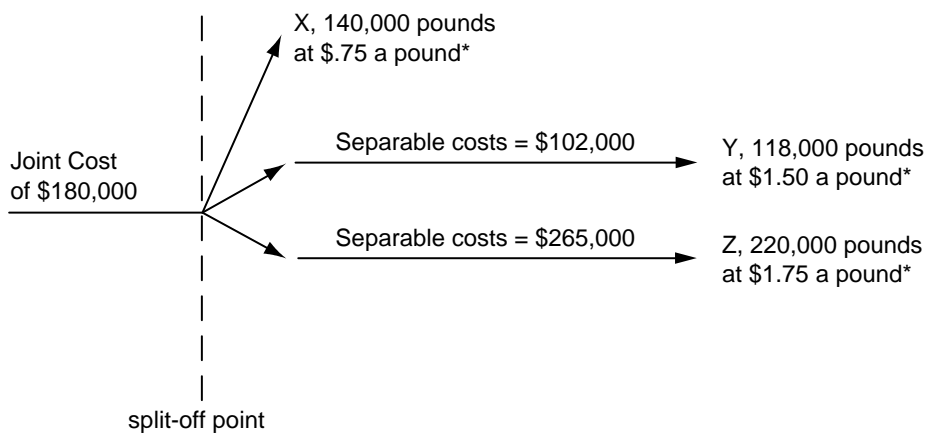 X, 140,000 pounds
at $.75 a pound*
Separable costs = $102,000
Y, 118,000 pounds
at $1.50 a pound*
Joint Cost
of $180,000
Separable costs = $265,000
Z, 220,000 pounds
at $1.75 a pound*
split-off point